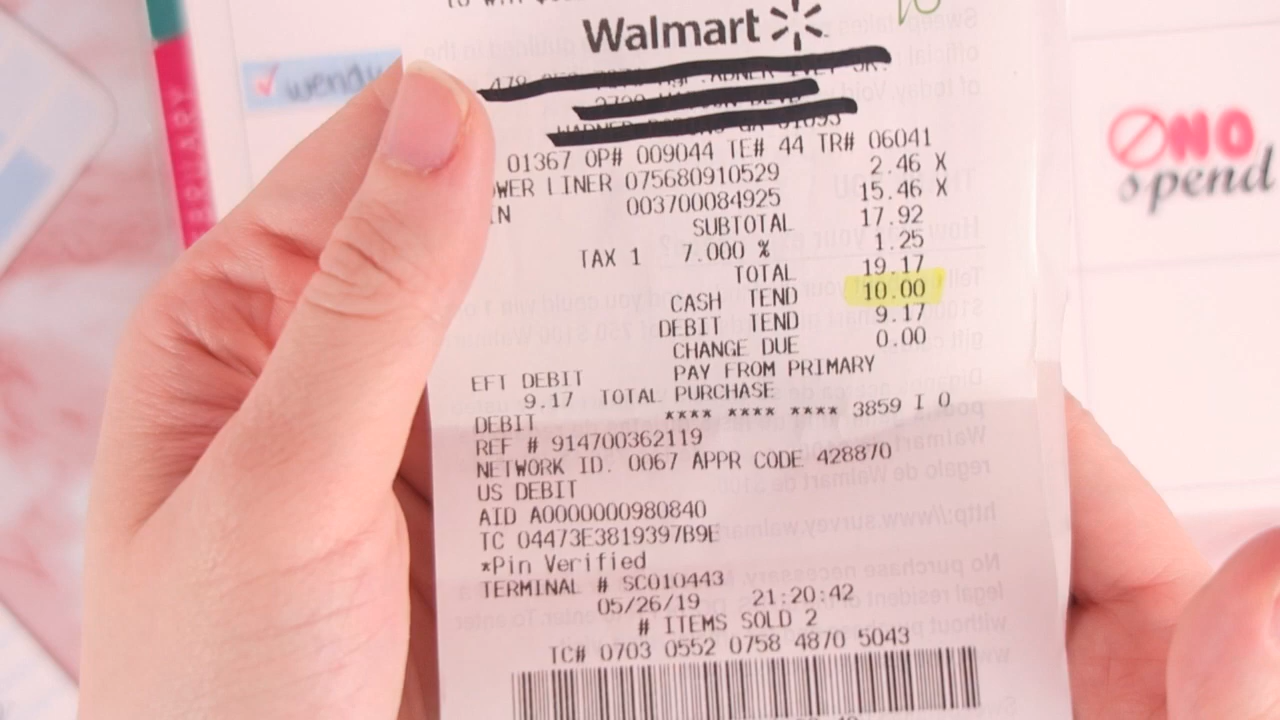 Walmart
wendy
01367 OP# 009044 TE# 44 TR# 06041
WER LINER 075680910529 2.46 X
IN 003700084925 15.46 X
SUBTOTAL 17.92
TAX 1 7.000 % 1.25
TOTAL 19.17
CASH TEND 10.00
DEBIT TEND 9.17
CHANGE DUE 0.00
EFT DEBIT PAY FROM PRIMARY
9.17 TOTAL PURCHASE
DEBIT **** **** **** 3859 I 0
REF # 914700362119
NETWORK ID. 0067 APPR CODE 428870
US DEBIT
AID A0000000980840
TC 04473E3819397B9E
*Pin Verified
TERMINAL # SC010443
05/26/19 21:20:42
# ITEMS SOLD 2
TC# 0703 0552 0758 4870 5043
NO
spend
BRUARY